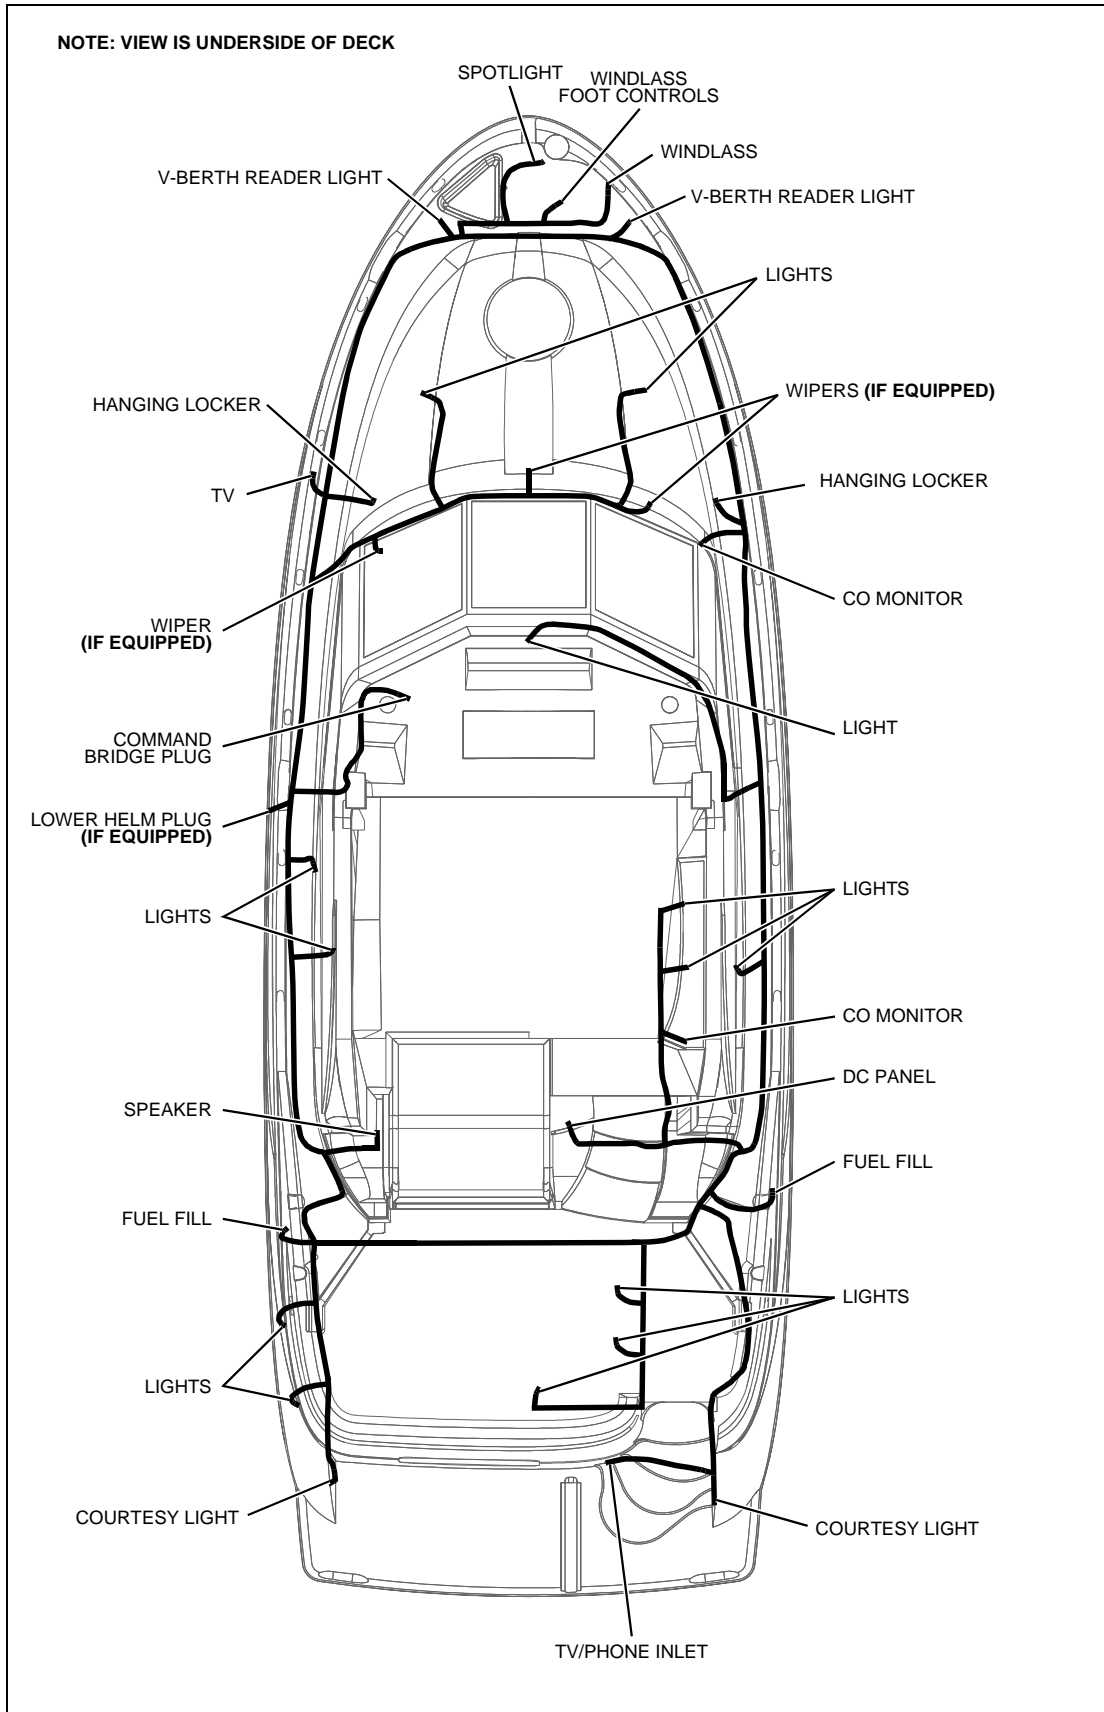 NOTE: VIEW IS UNDERSIDE OF DECK
SPOTLIGHT
WINDLASS
FOOT CONTROLS
WINDLASS
V-BERTH READER LIGHT
V-BERTH READER LIGHT
LIGHTS
WIPERS (IF EQUIPPED)
HANGING LOCKER
TV
HANGING LOCKER
CO MONITOR
WIPER
(IF EQUIPPED)
LIGHT
COMMAND
BRIDGE PLUG
LOWER HELM PLUG
(IF EQUIPPED)
LIGHTS
LIGHTS
CO MONITOR
DC PANEL
SPEAKER
FUEL FILL
FUEL FILL
LIGHTS
LIGHTS
COURTESY LIGHT
COURTESY LIGHT
TV/PHONE INLET